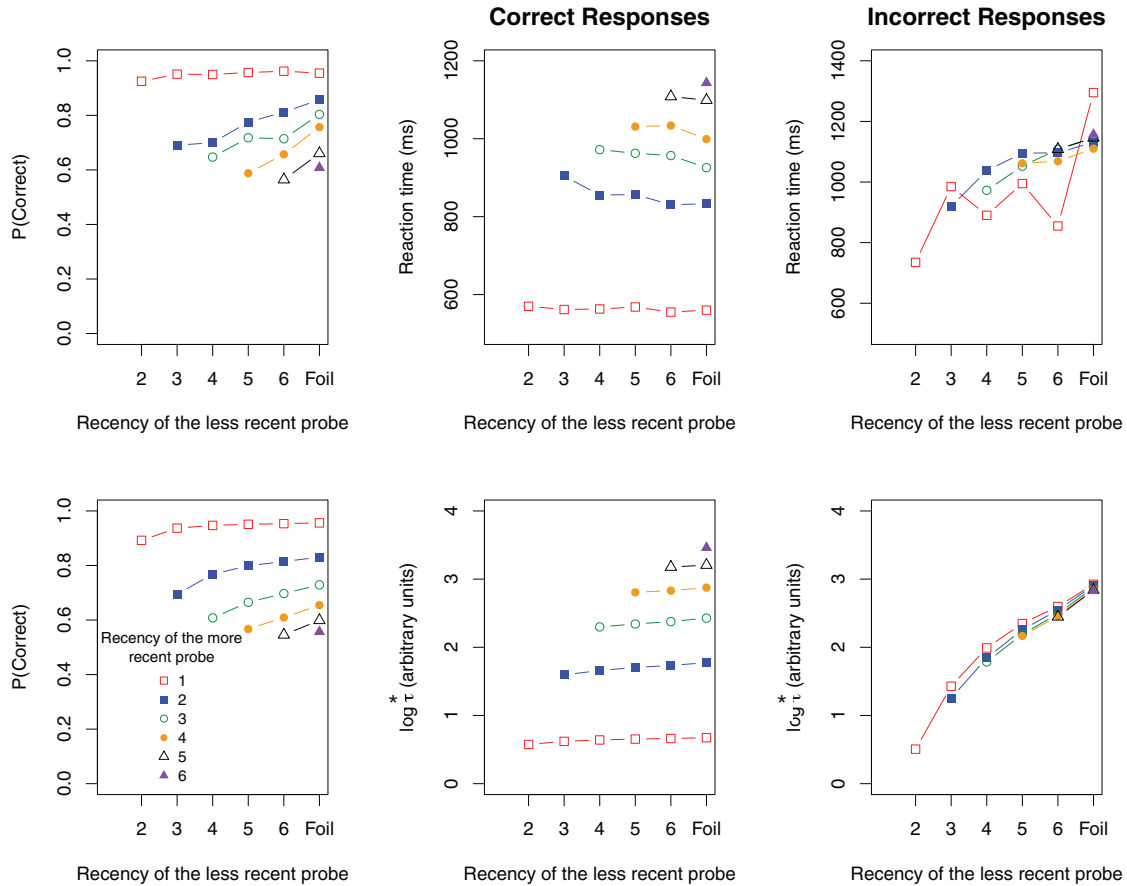 Correct Responses
Incorrect Responses
P(Correct)
0.0 0.2 0.4 0.6 0.8 1.0
2 3 4 5 6 Foil
Recency of the less recent probe
Reaction time (ms)
600 800 1000 1200
2 3 4 5 6 Foil
Recency of the less recent probe
Reaction time (ms)
600 800 1000 1200 1400
2 3 4 5 6 Foil
Recency of the less recent probe
P(Correct)
0.0 0.2 0.4 0.6 0.8 1.0
Recency of the more
recent probe
1
2
3
4
5
6
2 3 4 5 6 Foil
Recency of the less recent probe
log τ* (arbitrary units)
0 1 2 3 4
2 3 4 5 6 Foil
Recency of the less recent probe
log τ* (arbitrary units)
0 1 2 3 4
2 3 4 5 6 Foil
Recency of the less recent probe